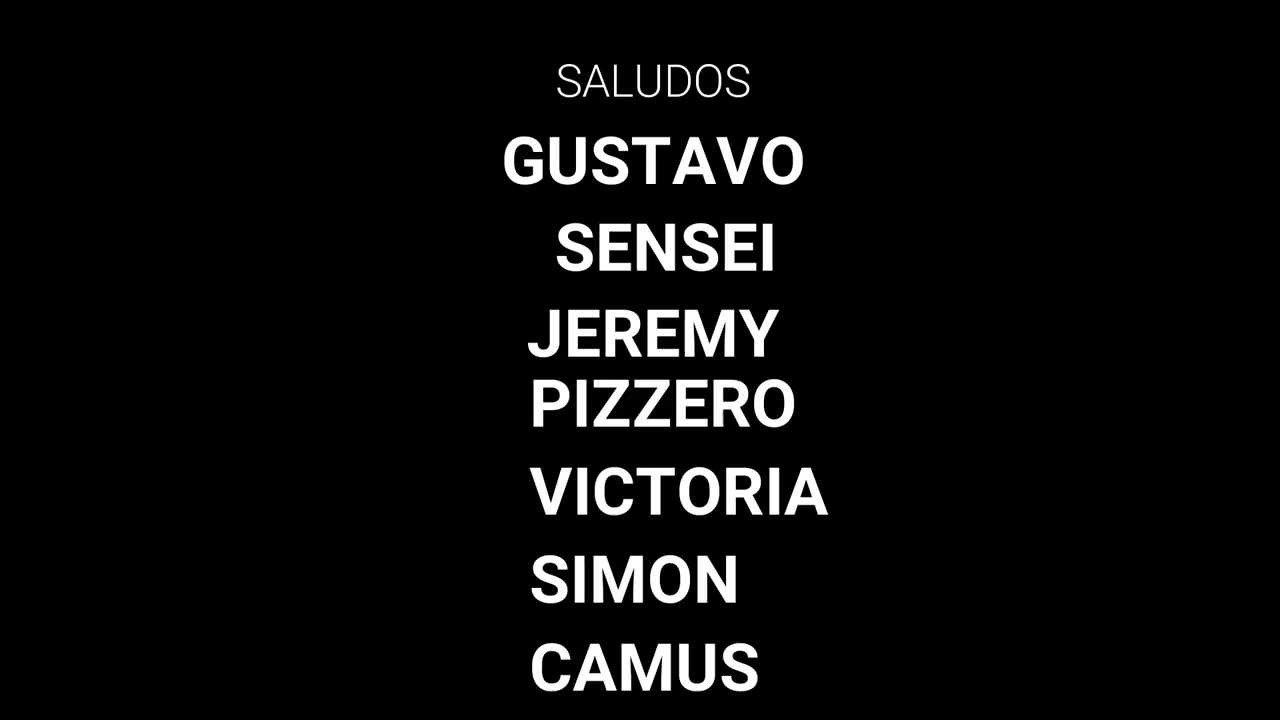 SALUDOS
GUSTAVO
SENSEI
JEREMY
PIZZERO
VICTORIA
SIMON
CAMUS